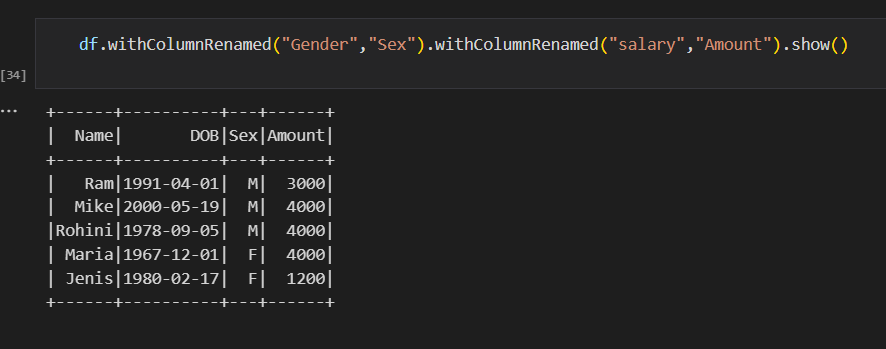 df.withColumnRenamed("Gender","Sex").withColumnRenamed("salary","Amount").show()
[34]
...
+------+----------+---+------+
|  Name|       DOB|Sex|Amount|
+------+----------+---+------+
|   Ram|1991-04-01|  M|  3000|
|  Mike|2000-05-19|  M|  4000|
|Rohini|1978-09-05|  M|  4000|
| Maria|1967-12-01|  F|  4000|
| Jenis|1980-02-17|  F|  1200|
+------+----------+---+------+